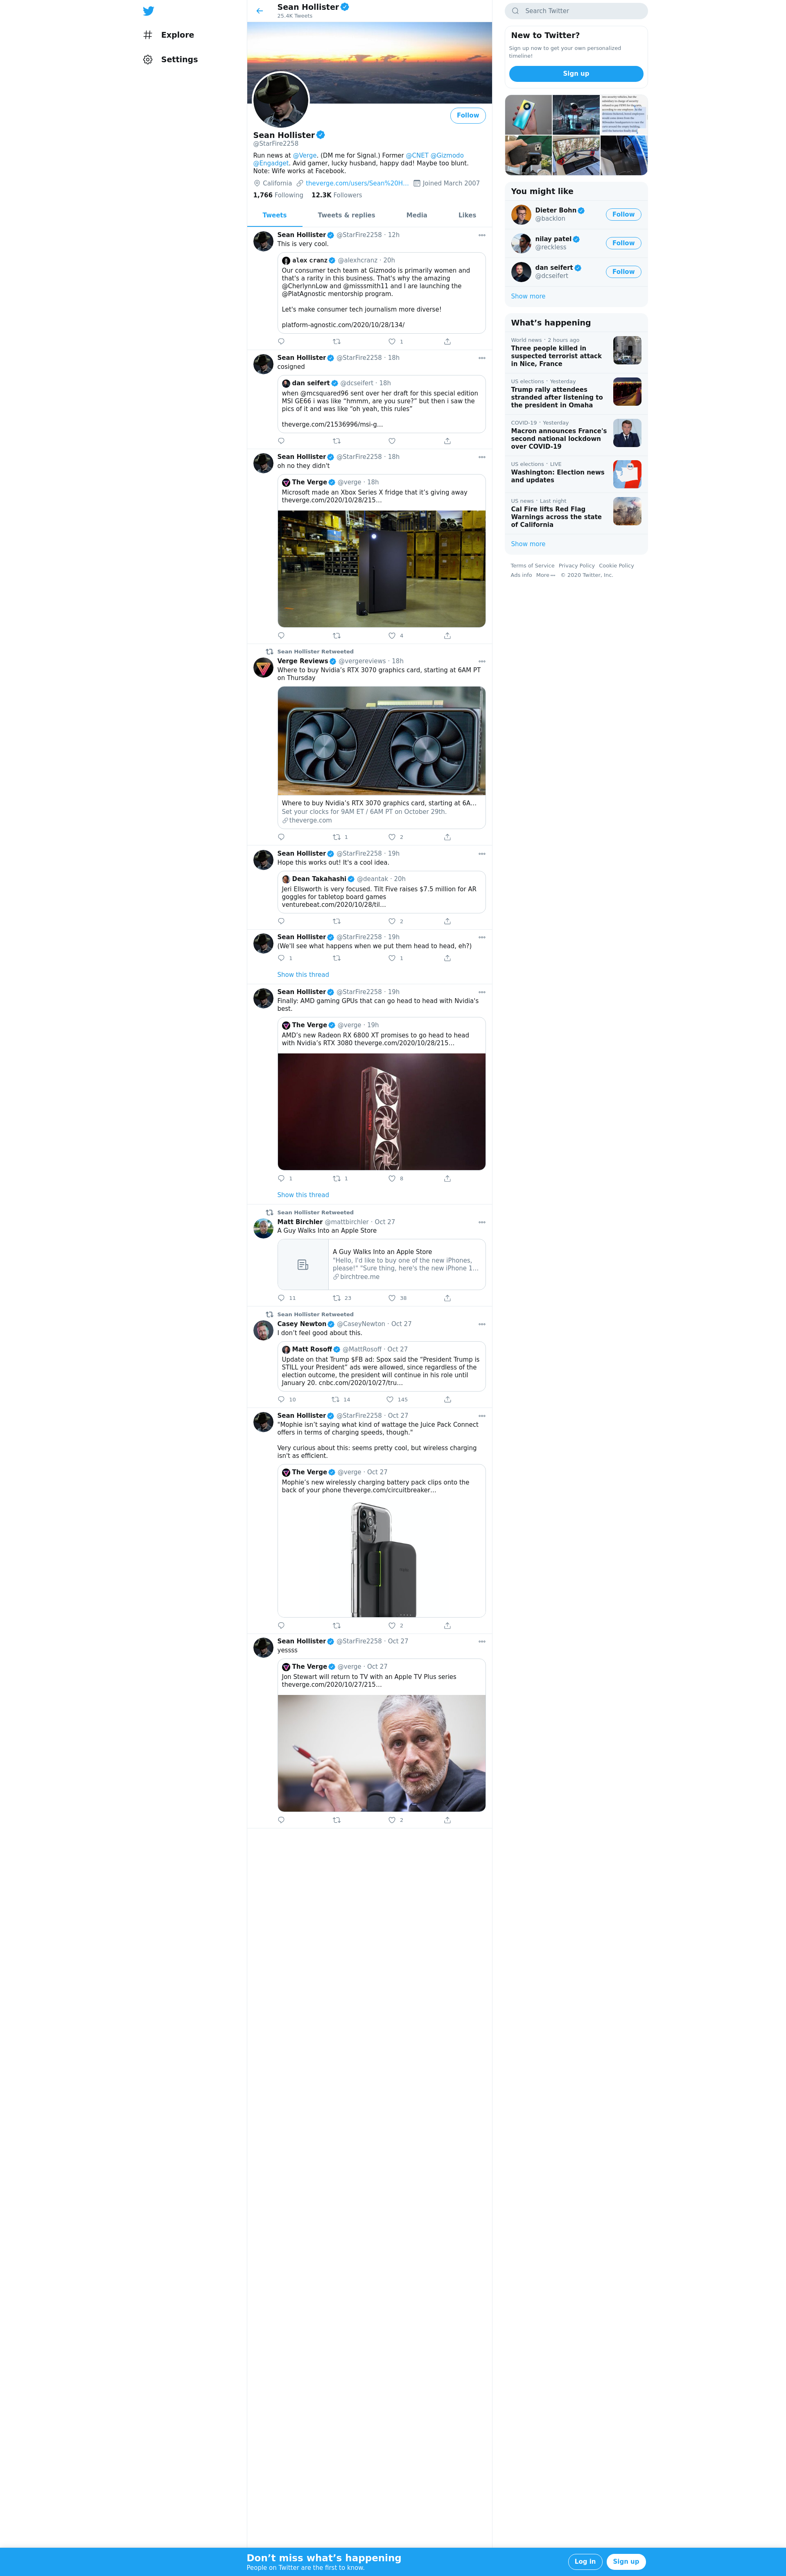 Explore
Settings
Sean Hollister
25.4K Tweets
Follow
Sean Hollister
@StarFire2258
Run news at @Verge. (DM me for Signal.) Former @CNET @Gizmodo
@Engadget. Avid gamer, lucky husband, happy dad! Maybe too blunt.
Note: Wife works at Facebook.
California theverge.com/users/Sean%20H… Joined March 2007
1,766 Following 12.3K Followers
Tweets Tweets & replies Media Likes
Sean Hollister @StarFire2258 · 12h
This is very cool.
alex cranz @alexhcranz · 20h
Our consumer tech team at Gizmodo is primarily women and
that's a rarity in this business. That's why the amazing
@CherlynnLow and @misssmith11 and I are launching the
@PlatAgnostic mentorship program.
Let's make consumer tech journalism more diverse!
platform-agnostic.com/2020/10/28/134/
1
Sean Hollister @StarFire2258 · 18h
cosigned
dan seifert @dcseifert · 18h
when @mcsquared96 sent over her draft for this special edition
MSI GE66 i was like “hmmm, are you sure?” but then i saw the
pics of it and was like “oh yeah, this rules”
theverge.com/21536996/msi-g…
Sean Hollister @StarFire2258 · 18h
oh no they didn't
The Verge @verge · 18h
Microsoft made an Xbox Series X fridge that it’s giving away
theverge.com/2020/10/28/215…
4
Sean Hollister Retweeted
Verge Reviews @vergereviews · 18h
Where to buy Nvidia’s RTX 3070 graphics card, starting at 6AM PT
on Thursday
Where to buy Nvidia’s RTX 3070 graphics card, starting at 6A…
Set your clocks for 9AM ET / 6AM PT on October 29th.
theverge.com
1 2
Sean Hollister @StarFire2258 · 19h
Hope this works out! It's a cool idea.
Dean Takahashi @deantak · 20h
Jeri Ellsworth is very focused. Tilt Five raises $7.5 million for AR
goggles for tabletop board games
venturebeat.com/2020/10/28/til…
2
Sean Hollister @StarFire2258 · 19h
(We'll see what happens when we put them head to head, eh?)
1 1
Show this thread
Sean Hollister @StarFire2258 · 19h
Finally: AMD gaming GPUs that can go head to head with Nvidia's
best.
The Verge @verge · 19h
AMD’s new Radeon RX 6800 XT promises to go head to head
with Nvidia’s RTX 3080 theverge.com/2020/10/28/215…
RADEON
1 1 8
Show this thread
Sean Hollister Retweeted
Matt Birchler @mattbirchler · Oct 27
A Guy Walks Into an Apple Store
A Guy Walks Into an Apple Store
“Hello, I’d like to buy one of the new iPhones,
please!” “Sure thing, here’s the new iPhone 1…
birchtree.me
11 23 38
Sean Hollister Retweeted
Casey Newton @CaseyNewton · Oct 27
I don’t feel good about this.
Matt Rosoff @MattRosoff · Oct 27
Update on that Trump $FB ad: Spox said the "President Trump is
STILL your President" ads were allowed, since regardless of the
election outcome, the president will continue in his role until
January 20. cnbc.com/2020/10/27/tru…
10 14 145
Sean Hollister @StarFire2258 · Oct 27
"Mophie isn’t saying what kind of wattage the Juice Pack Connect
offers in terms of charging speeds, though."
Very curious about this: seems pretty cool, but wireless charging
isn't as efficient.
The Verge @verge · Oct 27
Mophie’s new wirelessly charging battery pack clips onto the
back of your phone theverge.com/circuitbreaker…
2
Sean Hollister @StarFire2258 · Oct 27
yessss
The Verge @verge · Oct 27
Jon Stewart will return to TV with an Apple TV Plus series
theverge.com/2020/10/27/215…
2
Search Twitter
New to Twitter?
Sign up now to get your own personalized
timeline!
Sign up
You might like
Dieter Bohn
@backlon
Follow
nilay patel
@reckless
Follow
dan seifert
@dcseifert
Follow
Show more
What’s happening
World news · 2 hours ago
Three people killed in
suspected terrorist attack
in Nice, France
US elections · Yesterday
Trump rally attendees
stranded after listening to
the president in Omaha
COVID-19 · Yesterday
Macron announces France's
second national lockdown
over COVID-19
US elections · LIVE
Washington: Election news
and updates
US news · Last night
Cal Fire lifts Red Flag
Warnings across the state
of California
Show more
Terms of Service Privacy Policy Cookie Policy
Ads info More © 2020 Twitter, Inc.
Don’t miss what’s happening
People on Twitter are the first to know.
Log in
Sign up